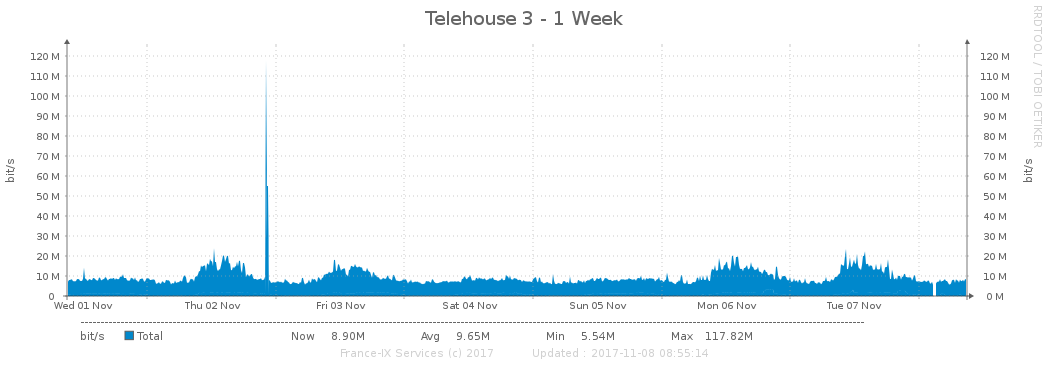 Telehouse 3 - 1 Week
RRDTOOL / TOBI OETIKER
bit/s
120 M
110 M
100 M
90 M
80 M
70 M
60 M
50 M
40 M
30 M
20 M
10 M
0
120 M
110 M
100 M
90 M
80 M
70 M
60 M
50 M
40 M
30 M
20 M
10 M
0 M
bit/s
Wed 01 Nov Thu 02 Nov Fri 03 Nov Sat 04 Nov Sun 05 Nov Mon 06 Nov Tue 07 Nov
bit/s Total Now 8.90M Avg 9.65M Min 5.54M Max 117.82M
France-IX Services (c) 2017 Updated : 2017-11-08 08:55:14